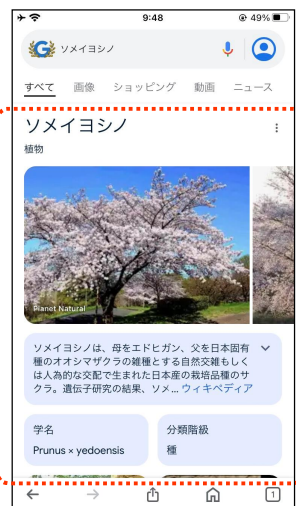 9:48
49%
ソメイヨシノ
すべて 画像 ショッピング 動画 ニュース
ソメイヨシノ
植物
Planet Natural
ソメイヨシノは、母をエドヒガン、父を日本固有
種のオオシマザクラの雑種とする自然交雑もしく
は人為的な交配で生まれた日本産の栽培品種のサ
クラ。遺伝子研究の結果、ソメ... ウィキペディア
学名
Prunus × yedoensis
分類階級
種
1